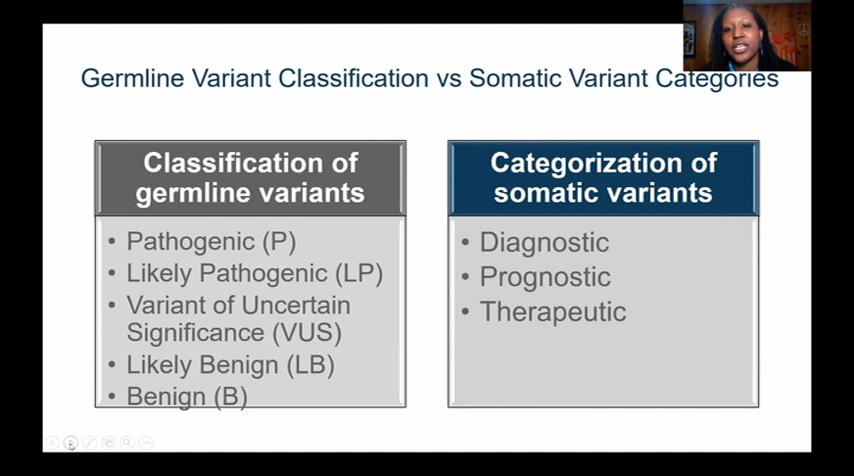 Germline Variant Classification vs Somatic Variant Categories
Classification of
germline variants
• Pathogenic (P)
• Likely Pathogenic (LP)
• Variant of Uncertain
Significance (VUS)
• Likely Benign (LB)
• Benign (B)
Categorization of
somatic variants
• Diagnostic
• Prognostic
• Therapeutic